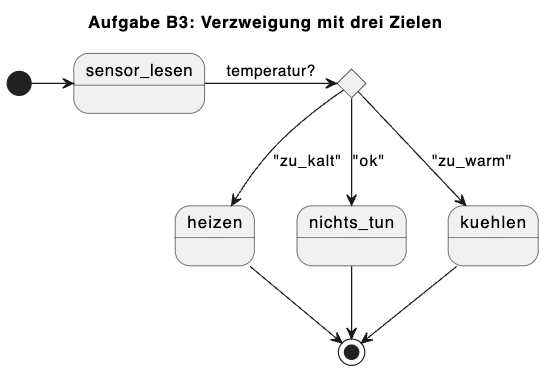 Aufgabe B3: Verzweigung mit drei Zielen
sensor_lesen
temperatur?
"zu_kalt"
"ok"
"zu_warm"
heizen
nichts_tun
kuehlen